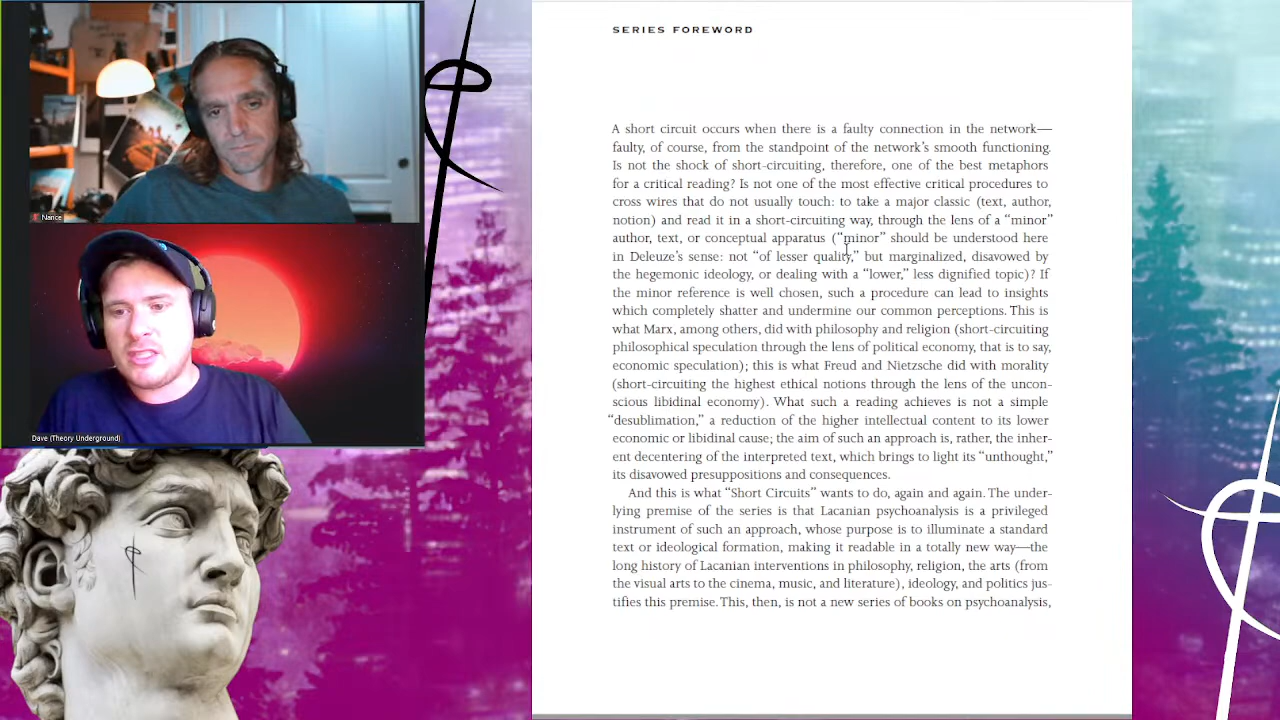 Nance
Dave (Theory Underground)
SERIES FOREWORD
A short circuit occurs when there is a faulty connection in the network—
faulty, of course, from the standpoint of the network’s smooth functioning.
Is not the shock of short-circuiting, therefore, one of the best metaphors
for a critical reading? Is not one of the most effective critical procedures to
cross wires that do not usually touch: to take a major classic (text, author,
notion) and read it in a short-circuiting way, through the lens of a “minor”
author, text, or conceptual apparatus (“minor” should be understood here
in Deleuze’s sense: not “of lesser quality,” but marginalized, disavowed by
the hegemonic ideology, or dealing with a “lower,” less dignified topic)? If
the minor reference is well chosen, such a procedure can lead to insights
which completely shatter and undermine our common perceptions. This is
what Marx, among others, did with philosophy and religion (short-circuiting
philosophical speculation through the lens of political economy, that is to say,
economic speculation); this is what Freud and Nietzsche did with morality
(short-circuiting the highest ethical notions through the lens of the uncon-
scious libidinal economy). What such a reading achieves is not a simple
“desublimation,” a reduction of the higher intellectual content to its lower
economic or libidinal cause; the aim of such an approach is, rather, the inher-
ent decentering of the interpreted text, which brings to light its “unthought,”
its disavowed presuppositions and consequences.
And this is what “Short Circuits” wants to do, again and again. The under-
lying premise of the series is that Lacanian psychoanalysis is a privileged
instrument of such an approach, whose purpose is to illuminate a standard
text or ideological formation, making it readable in a totally new way—the
long history of Lacanian interventions in philosophy, religion, the arts (from
the visual arts to the cinema, music, and literature), ideology, and politics jus-
tifies this premise. This, then, is not a new series of books on psychoanalysis,